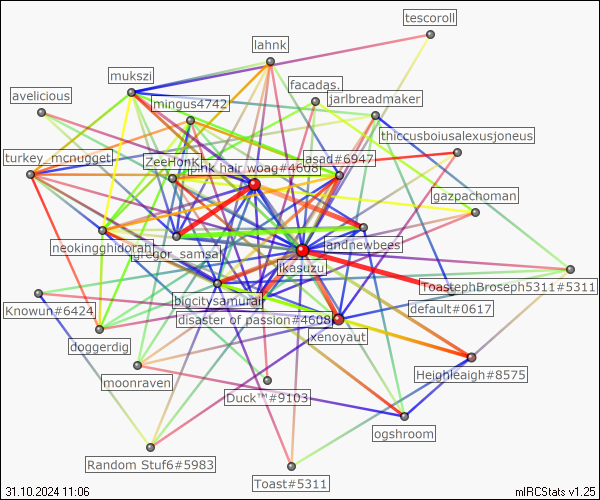 tescoroll
lahnk
mukszi
facadas.
avelicious
mingus4742
jarlbreadmaker
thiccusboiusalexusjoneus
turkey_mcnugget
ZeeHonk
pink hair woag#4608
asad#6947
gazpachoman
neokingghidorah
gregor_samsa
landnewbees
likasuzu
ToastephBroseph5311#5311
Knowun#6424
bigcitysamurai
default#0617
disaster of passion#4608
doggerdig
xenoyaut
moonraven
Heighleaigh#8575
Duck™#9103
ogshroom
Random Stuf6#5983
Toast#5311
31.10.2024 11:06
mIRCStats v1.25